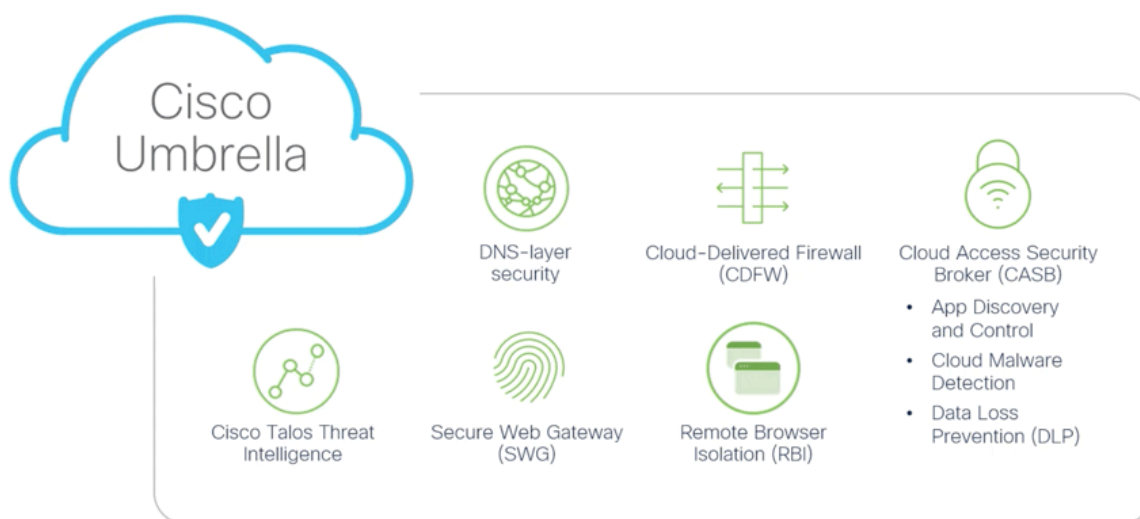 Cisco
Umbrella
DNS-layer
security
Cloud-Delivered Firewall
(CDFW)
Cloud Access Security
Broker (CASB)
• App Discovery
and Control
• Cloud Malware
Detection
• Data Loss
Prevention (DLP)
Cisco Talos Threat
Intelligence
Secure Web Gateway
(SWG)
Remote Browser
Isolation (RBI)